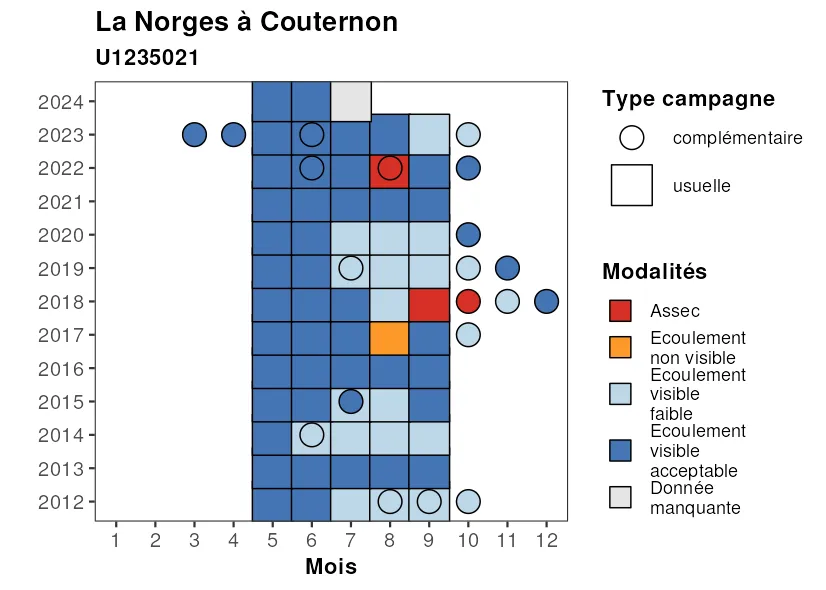 La Norges à Couternon
U1235021
2024
2023
2022
2021
2020
2019
2018
2017
2016
2015
2014
2013
2012
1 2 3 4 5 6 7 8 9 10 11 12
Mois
Type campagne
complémentaire
usuelle
Modalités
Assec
Ecoulement
non visible
Ecoulement
visible
faible
Ecoulement
visible
acceptable
Donnée
manquante